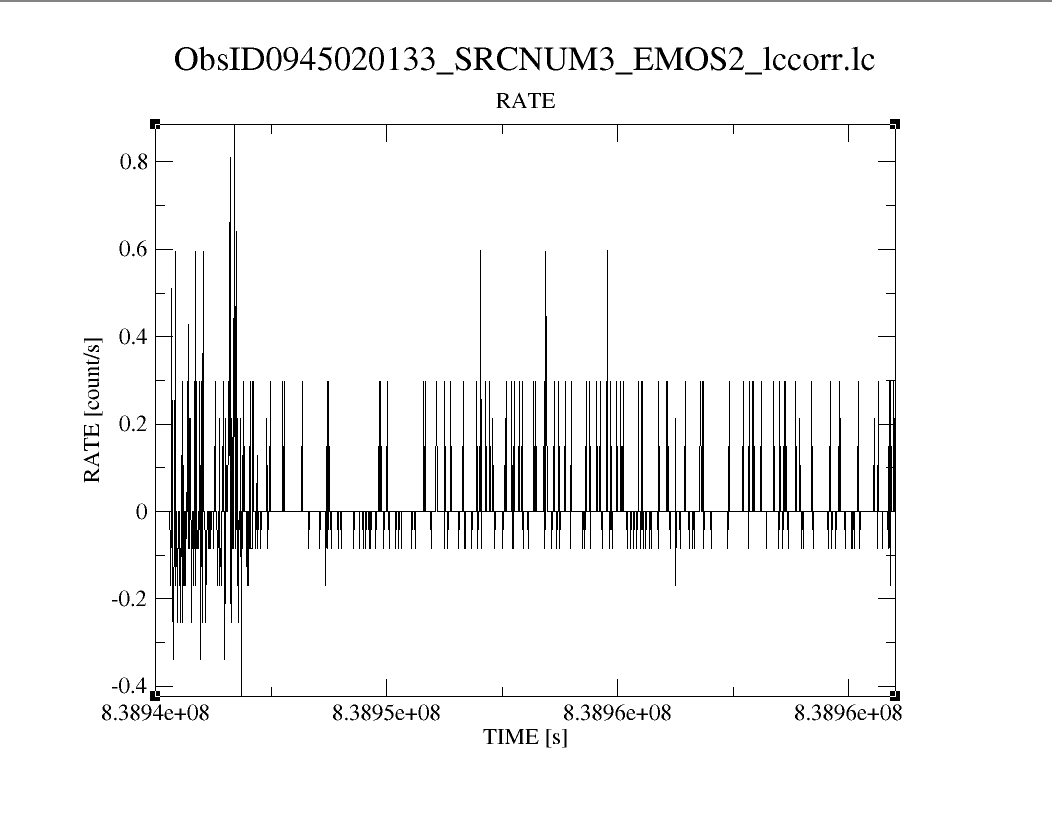 ObsID0945020133_SRCNUM3_EMOS2_lccorr.lc
RATE
0.8
0.6
0.4
0.2
0
-0.2
-0.4
RATE [count/s]
8.3894e+08 8.3895e+08 8.3896e+08 8.3896e+08
TIME [s]